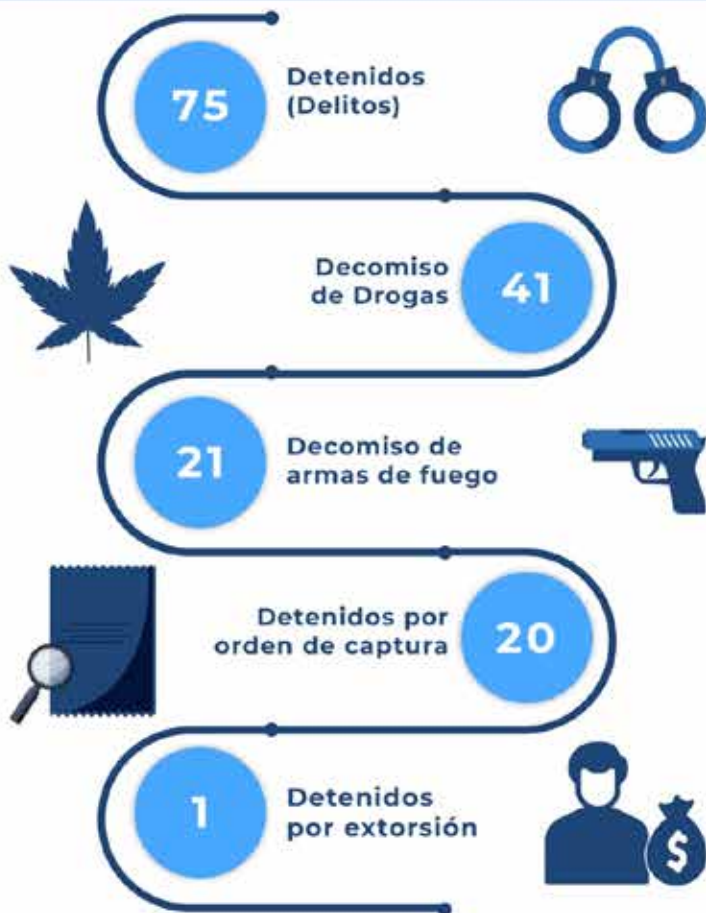 75
Detenidos
(Delitos)
Decomiso
de Drogas
41
21
Decomiso de
armas de fuego
Detenidos por
orden de captura
20
1
Detenidos
por extorsión
$